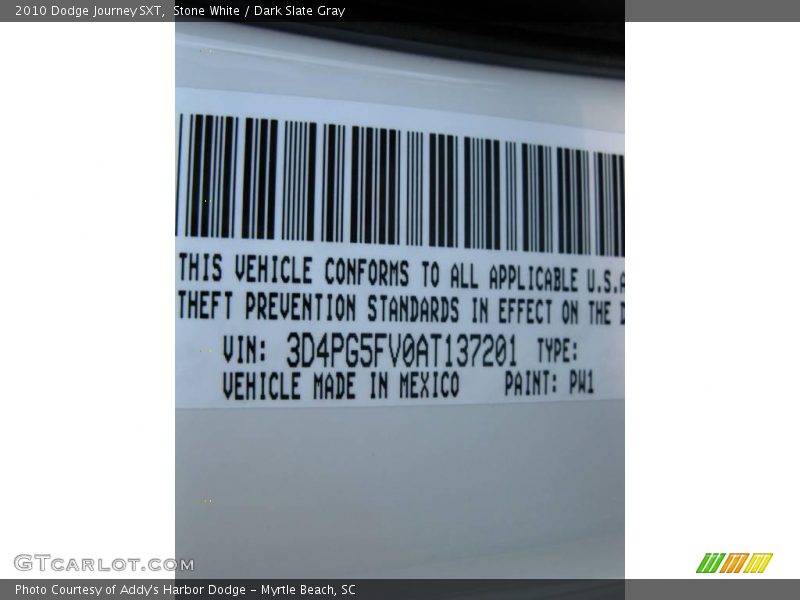 2010 Dodge Journey SXT, Stone White / Dark Slate Gray
THIS VEHICLE CONFORMS TO ALL APPLICABLE U.S.A
THEFT PREVENTION STANDARDS IN EFFECT ON THE D
VIN: 3D4PG5FV0AT137201 TYPE:
VEHICLE MADE IN MEXICO PAINT: PW1
GTCARLOT.COM
Photo Courtesy of Addy's Harbor Dodge - Myrtle Beach, SC